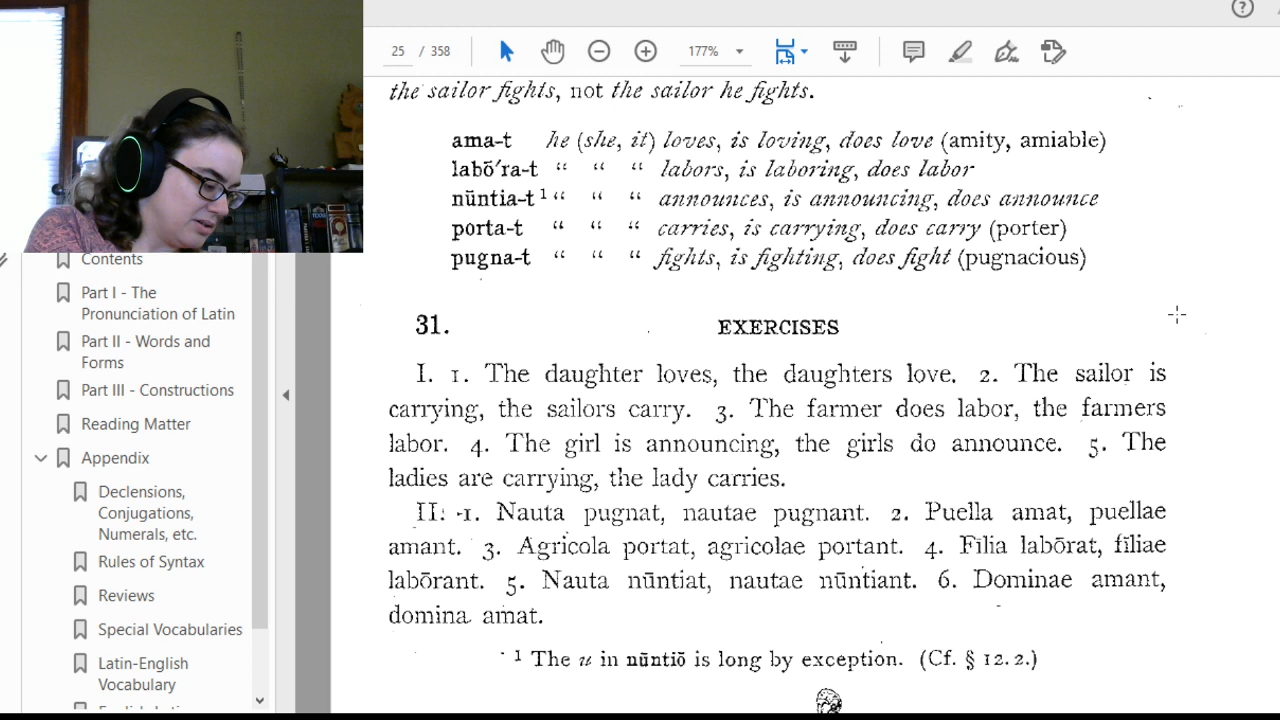 25 / 358
177%
the sailor fights, not the sailor he fights.
ama-t he (she, it) loves, is loving, does love (amity, amiable)
labō′ra-t “ “ “ labors, is laboring, does labor
nūntia-t¹ “ “ “ announces, is announcing, does announce
porta-t “ “ “ carries, is carrying, does carry (porter)
pugna-t “ “ “ fights, is fighting, does fight (pugnacious)
31. EXERCISES
I. 1. The daughter loves, the daughters love. 2. The sailor is
carrying, the sailors carry. 3. The farmer does labor, the farmers
labor. 4. The girl is announcing, the girls do announce. 5. The
ladies are carrying, the lady carries.
II. 1. Nauta pugnat, nautae pugnant. 2. Puella amat, puellae
amant. 3. Agricola portat, agricolae portant. 4. Fīlia labōrat, fīliae
labōrant. 5. Nauta nūntiat, nautae nūntiant. 6. Dominae amant,
domina amat.
¹ The u in nūntiō is long by exception. (Cf. § 12. 2.)
Contents
Part I - The
Pronunciation of Latin
Part II - Words and
Forms
Part III - Constructions
Reading Matter
Appendix
Declensions,
Conjugations,
Numerals, etc.
Rules of Syntax
Reviews
Special Vocabularies
Latin-English
Vocabulary